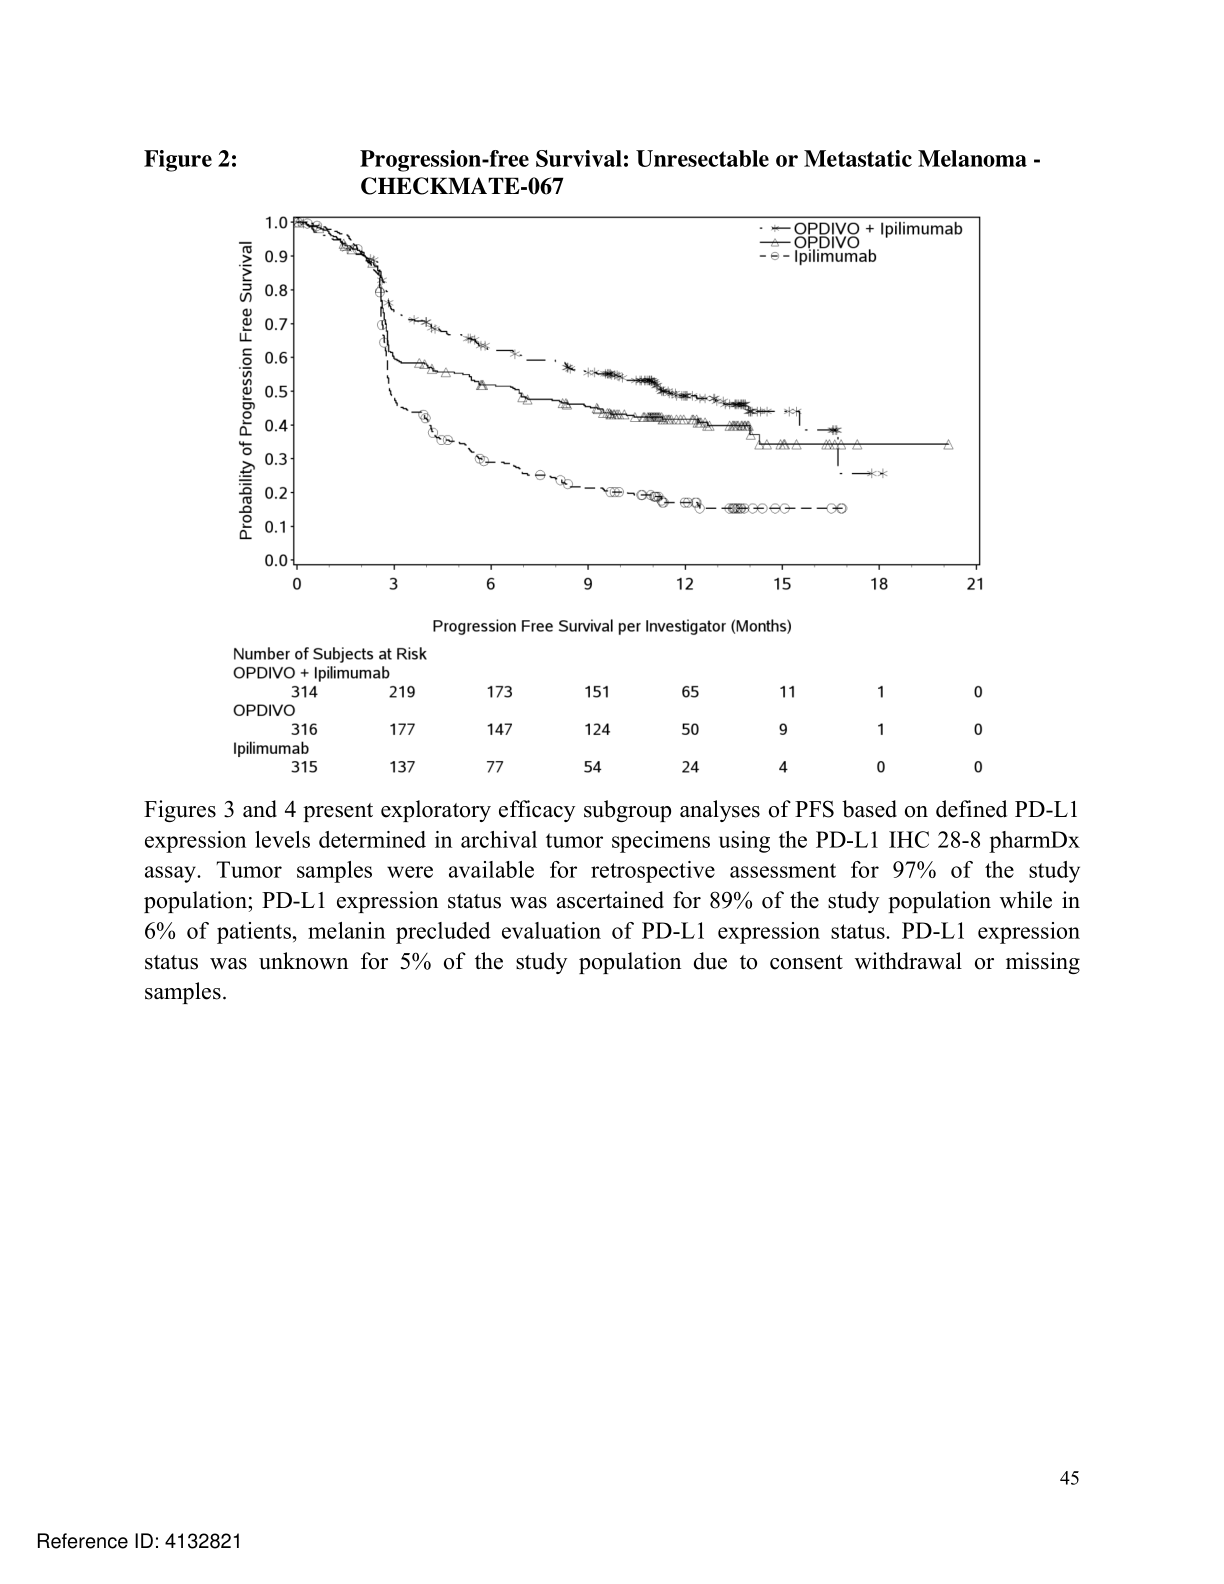 Figure 2: Progression-free Survival: Unresectable or Metastatic Melanoma -
CHECKMATE-067
OPDIVO + Ipilimumab
OPDIVO
Ipilimumab
Probability of Progression Free Survival
1.0
0.9
0.8
0.7
0.6
0.5
0.4
0.3
0.2
0.1
0.0
0 3 6 9 12 15 18 21
Progression Free Survival per Investigator (Months)
Number of Subjects at Risk
OPDIVO + Ipilimumab
314 219 173 151 65 11 1 0
OPDIVO
316 177 147 124 50 9 1 0
Ipilimumab
315 137 77 54 24 4 0 0
Figures 3 and 4 present exploratory efficacy subgroup analyses of PFS based on defined PD-L1
expression levels determined in archival tumor specimens using the PD-L1 IHC 28-8 pharmDx
assay. Tumor samples were available for retrospective assessment for 97% of the study
population; PD-L1 expression status was ascertained for 89% of the study population while in
6% of patients, melanin precluded evaluation of PD-L1 expression status. PD-L1 expression
status was unknown for 5% of the study population due to consent withdrawal or missing
samples.
45
Reference ID: 4132821